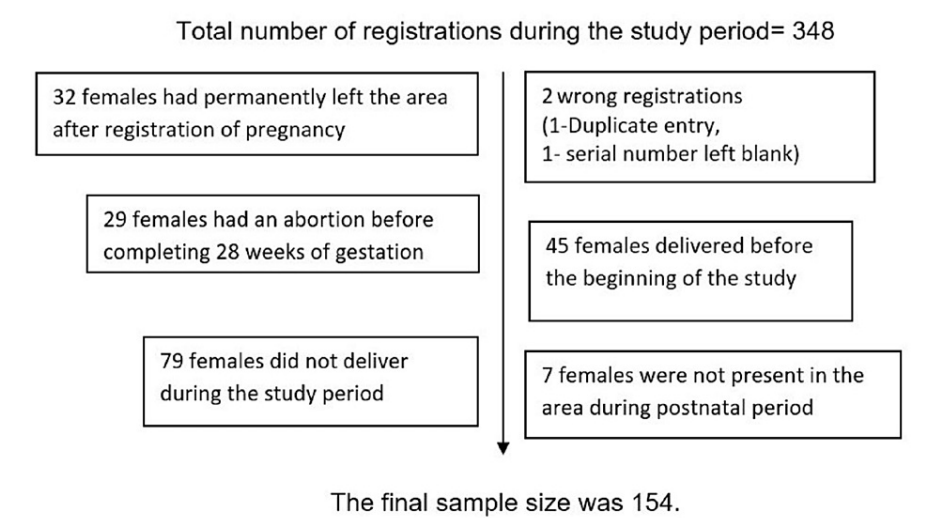 Total number of registrations during the study period= 348
32 females had permanently left the area
after registration of pregnancy
2 wrong registrations
(1-Duplicate entry,
1- serial number left blank)
29 females had an abortion before
completing 28 weeks of gestation
45 females delivered before
the beginning of the study
79 females did not deliver
during the study period
7 females were not present in the
area during postnatal period
The final sample size was 154.